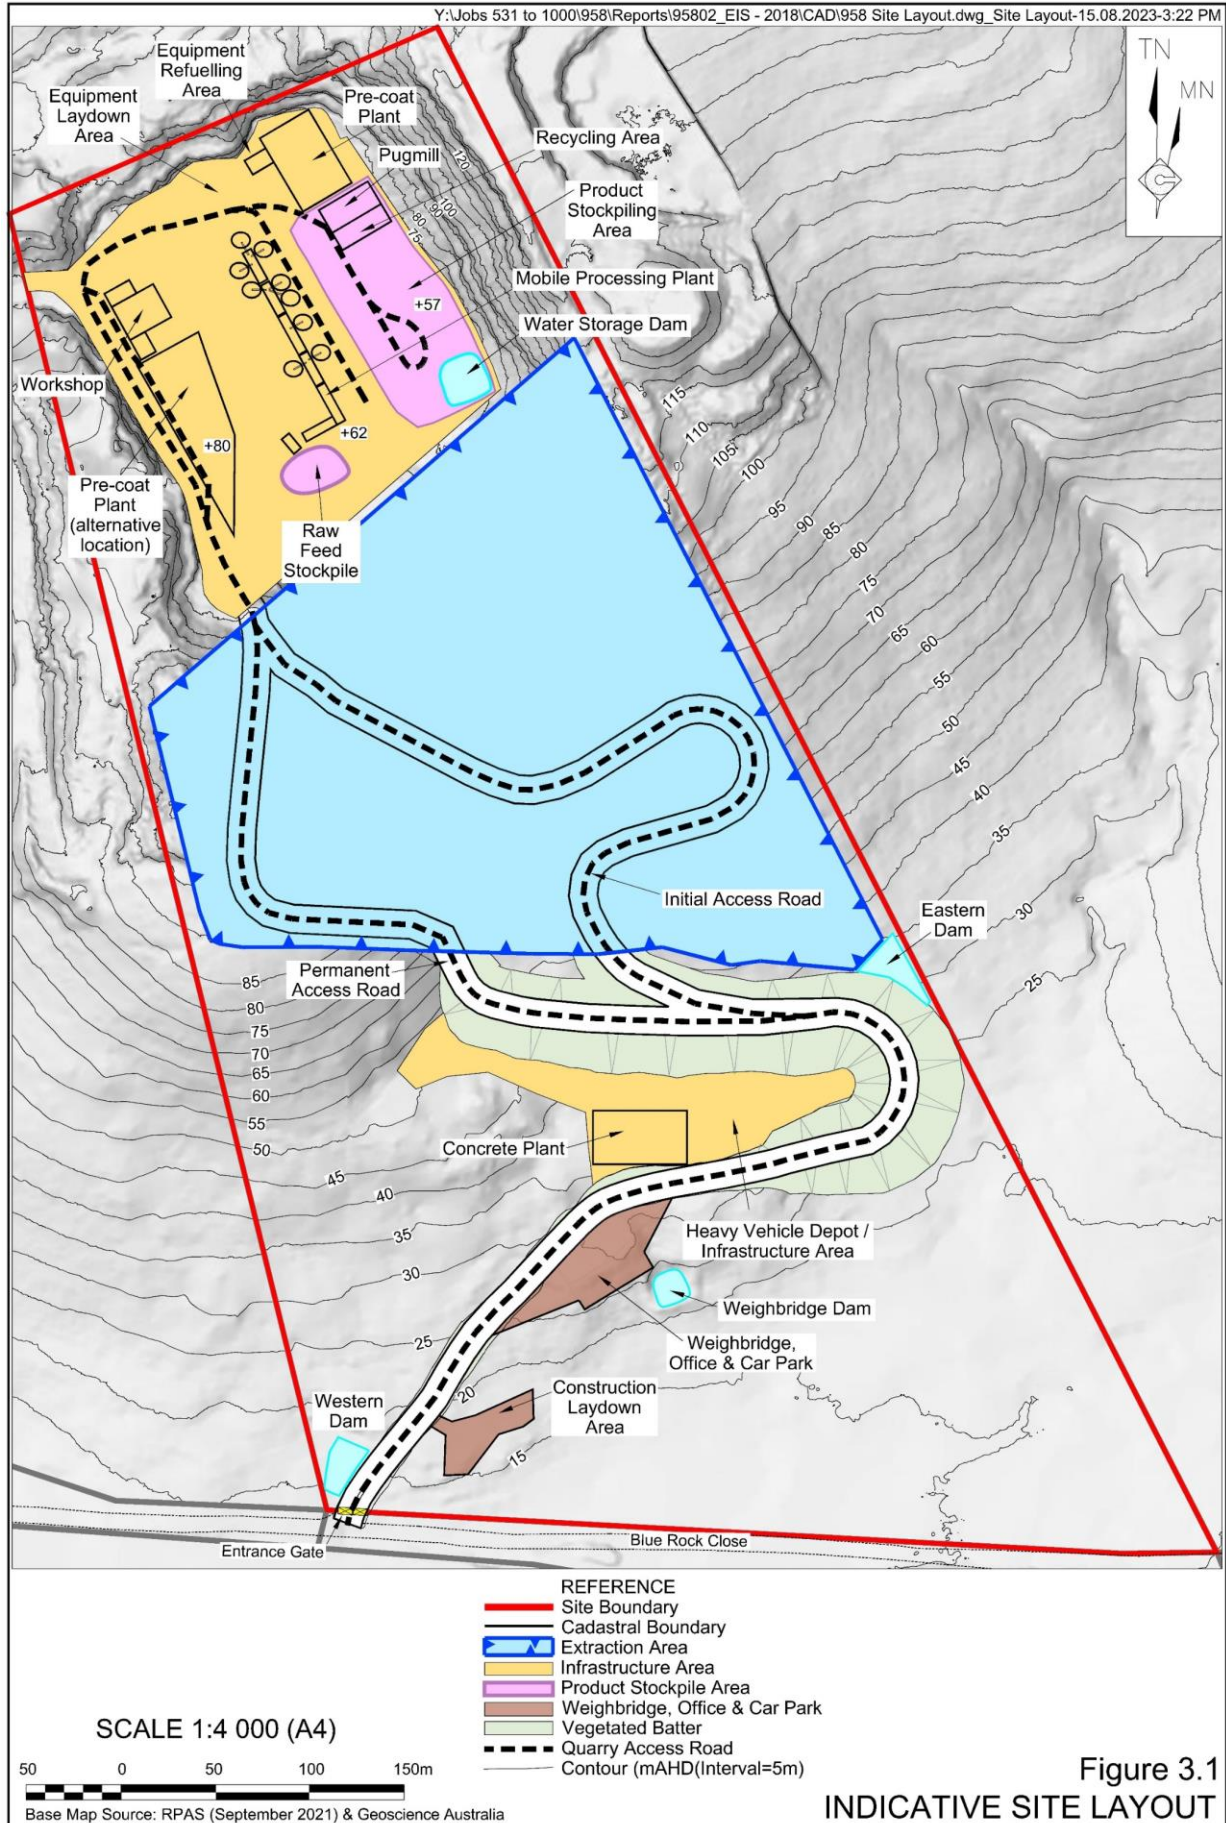 Y:\Jobs 531 to 1000\958\Reports\95802_EIS - 2018\CAD\958 Site Layout.dwg_Site Layout-15.08.2023-3:22 PM
TN
MN
Equipment
Refuelling
Area
Equipment
Laydown
Area
Pre-coat
Plant
Pugmill
Recycling Area
Product
Stockpiling
Area
Mobile Processing Plant
Water Storage Dam
120
100
90
80
75
+57
+62
+80
Workshop
Pre-coat
Plant
(alternative
location)
Raw
Feed
Stockpile
115
110
105
100
95
90
85
80
75
70
65
60
55
50
45
40
35
30
25
Initial Access Road
Eastern
Dam
Permanent
Access Road
85
80
75
70
65
60
55
50
45
40
35
30
25
20
15
Concrete Plant
Heavy Vehicle Depot /
Infrastructure Area
Weighbridge Dam
Weighbridge,
Office & Car Park
Construction
Laydown
Area
Western
Dam
Entrance Gate
Blue Rock Close
REFERENCE
Site Boundary
Cadastral Boundary
Extraction Area
Infrastructure Area
Product Stockpile Area
Weighbridge, Office & Car Park
Vegetated Batter
Quarry Access Road
Contour (mAHD(Interval=5m)
SCALE 1:4 000 (A4)
50 0 50 100 150m
Base Map Source: RPAS (September 2021) & Geoscience Australia
Figure 3.1
INDICATIVE SITE LAYOUT